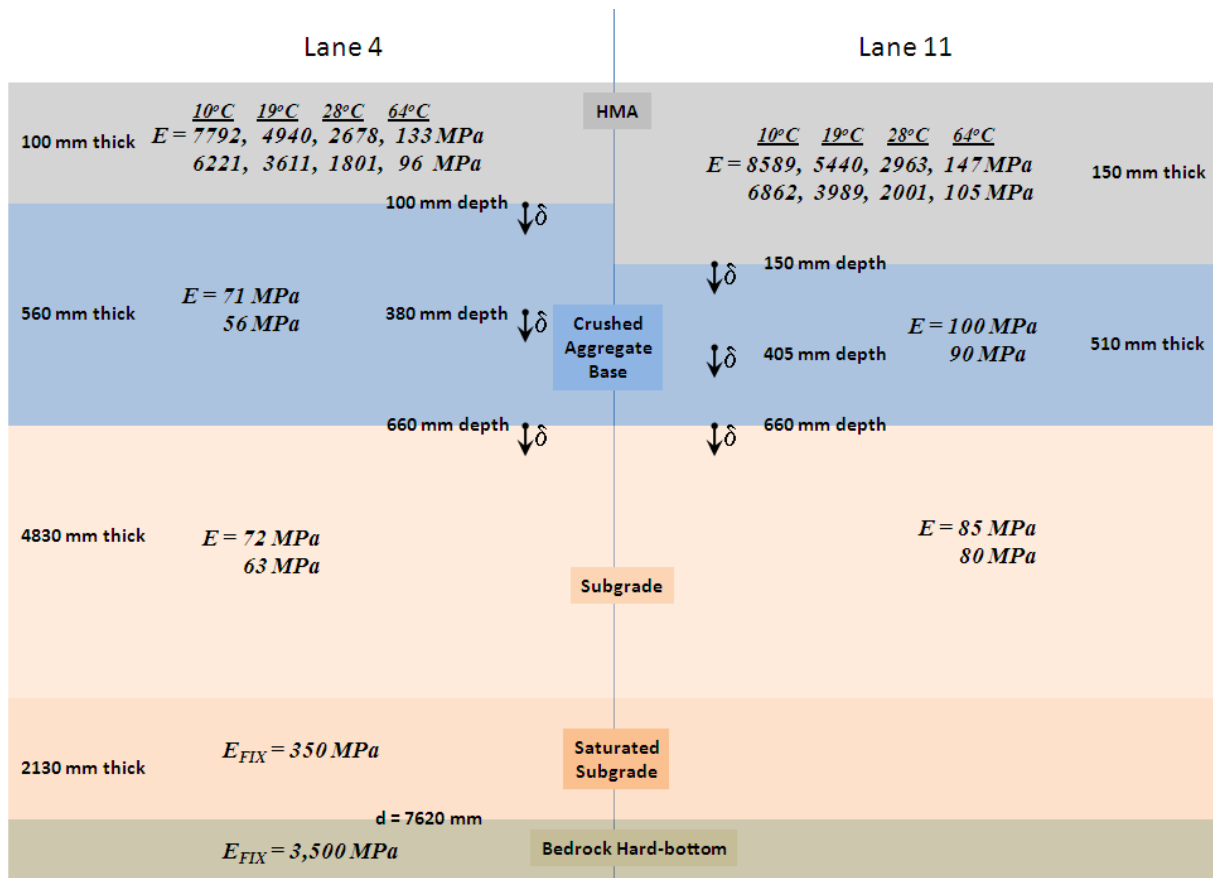 Lane 4
Lane 11
HMA
10°C 19°C 28°C 64°C
E = 7792, 4940, 2678, 133 MPa
6221, 3611, 1801, 96 MPa
100 mm thick
10°C 19°C 28°C 64°C
E = 8589, 5440, 2963, 147 MPa
6862, 3989, 2001, 105 MPa
150 mm thick
100 mm depth
δ
150 mm depth
δ
E = 71 MPa
56 MPa
560 mm thick
380 mm depth
δ
Crushed
Aggregate
Base
405 mm depth
δ
E = 100 MPa
90 MPa
510 mm thick
660 mm depth
δ
δ
660 mm depth
4830 mm thick
E = 72 MPa
63 MPa
E = 85 MPa
80 MPa
Subgrade
E_FIX = 350 MPa
2130 mm thick
Saturated
Subgrade
d = 7620 mm
E_FIX = 3,500 MPa
Bedrock Hard-bottom